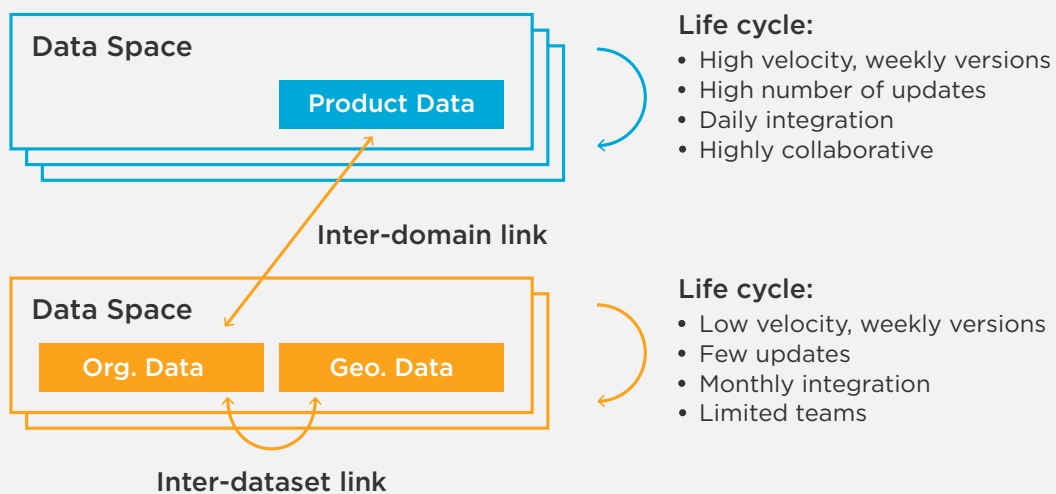 Data Space
Product Data
Life cycle:
• High velocity, weekly versions
• High number of updates
• Daily integration
• Highly collaborative
Inter-domain link
Data Space
Org. Data
Geo. Data
Inter-dataset link
Life cycle:
• Low velocity, weekly versions
• Few updates
• Monthly integration
• Limited teams